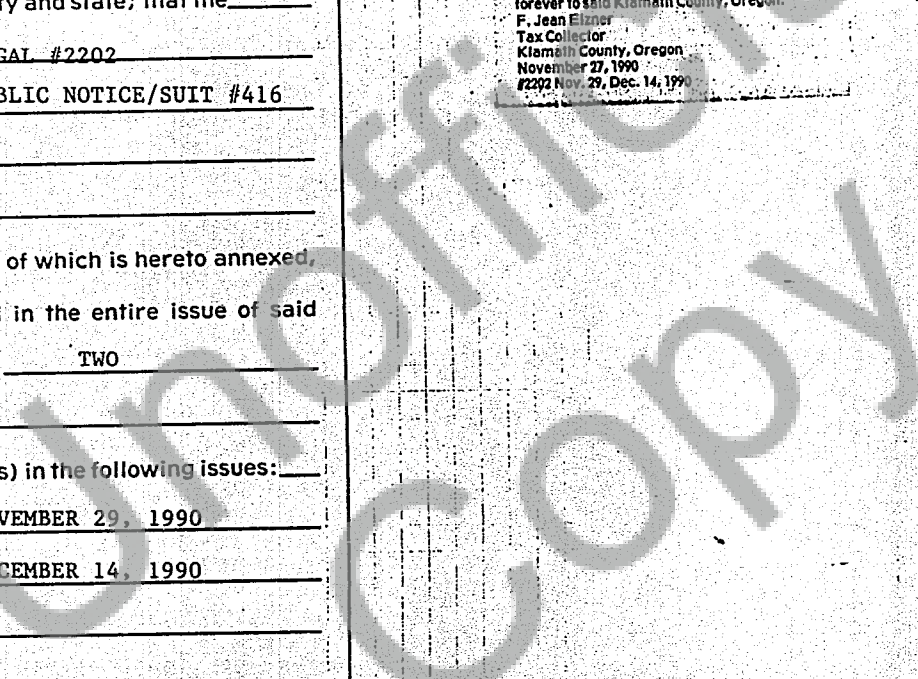 ty and state; that the
GAL #2202
BLIC NOTICE/SUIT #416
of which is hereto annexed,
in the entire issue of said
TWO
s) in the following issues:
VEMBER 29, 1990
CEMBER 14, 1990
forever to said Klamath County, Oregon.
F. Jean Elzner
Tax Collector
Klamath County, Oregon
November 27, 1990
#2202 Nov. 29, Dec. 14, 1990
Unofficial
Copy